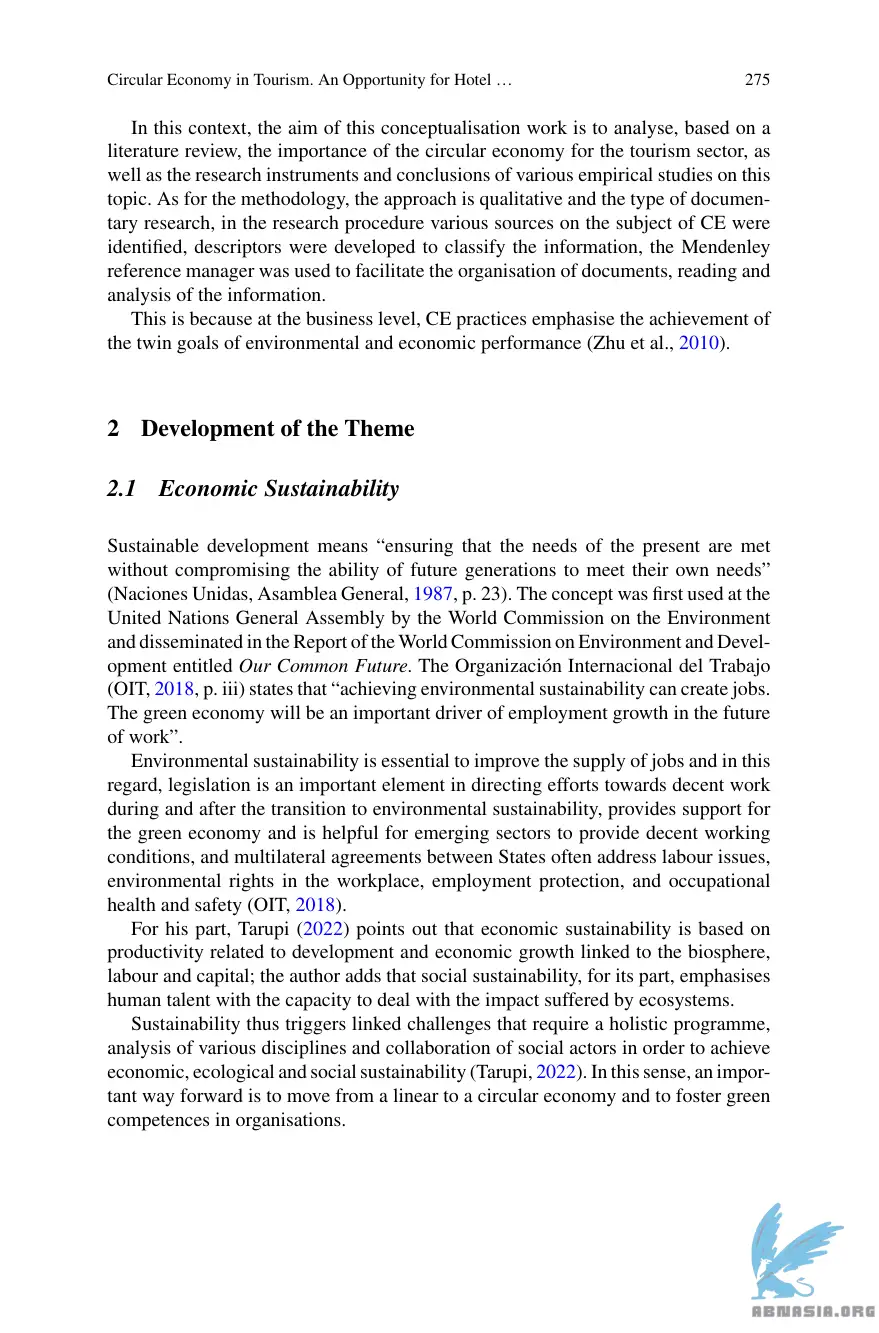 Circular Economy in Tourism. An Opportunity for Hotel … 275
In this context, the aim of this conceptualisation work is to analyse, based on a
literature review, the importance of the circular economy for the tourism sector, as
well as the research instruments and conclusions of various empirical studies on this
topic. As for the methodology, the approach is qualitative and the type of documen-
tary research, in the research procedure various sources on the subject of CE were
identified, descriptors were developed to classify the information, the Mendenley
reference manager was used to facilitate the organisation of documents, reading and
analysis of the information.
This is because at the business level, CE practices emphasise the achievement of
the twin goals of environmental and economic performance (Zhu et al., 2010).
2 Development of the Theme
2.1 Economic Sustainability
Sustainable development means “ensuring that the needs of the present are met
without compromising the ability of future generations to meet their own needs”
(Naciones Unidas, Asamblea General, 1987, p. 23). The concept was first used at the
United Nations General Assembly by the World Commission on the Environment
and disseminated in the Report of the World Commission on Environment and Devel-
opment entitled Our Common Future. The Organización Internacional del Trabajo
(OIT, 2018, p. iii) states that “achieving environmental sustainability can create jobs.
The green economy will be an important driver of employment growth in the future
of work”.
Environmental sustainability is essential to improve the supply of jobs and in this
regard, legislation is an important element in directing efforts towards decent work
during and after the transition to environmental sustainability, provides support for
the green economy and is helpful for emerging sectors to provide decent working
conditions, and multilateral agreements between States often address labour issues,
environmental rights in the workplace, employment protection, and occupational
health and safety (OIT, 2018).
For his part, Tarupi (2022) points out that economic sustainability is based on
productivity related to development and economic growth linked to the biosphere,
labour and capital; the author adds that social sustainability, for its part, emphasises
human talent with the capacity to deal with the impact suffered by ecosystems.
Sustainability thus triggers linked challenges that require a holistic programme,
analysis of various disciplines and collaboration of social actors in order to achieve
economic, ecological and social sustainability (Tarupi, 2022). In this sense, an impor-
tant way forward is to move from a linear to a circular economy and to foster green
competences in organisations.
ABNASIA.ORG